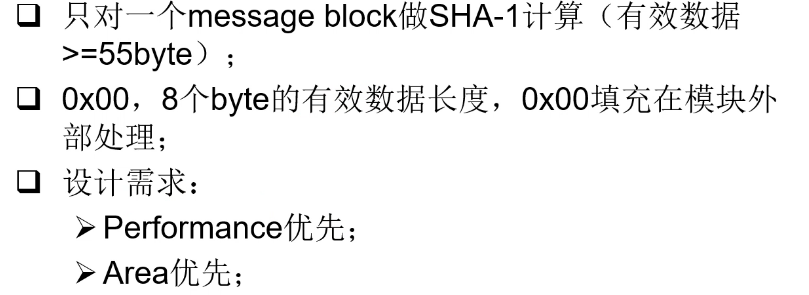 ❑ 只对一个message block做SHA-1计算（有效数据
>=55byte）;
❑ 0x00，8个byte的有效数据长度，0x00填充在模块外
部处理;
❑ 设计需求：
➢ Performance优先;
➢ Area优先;